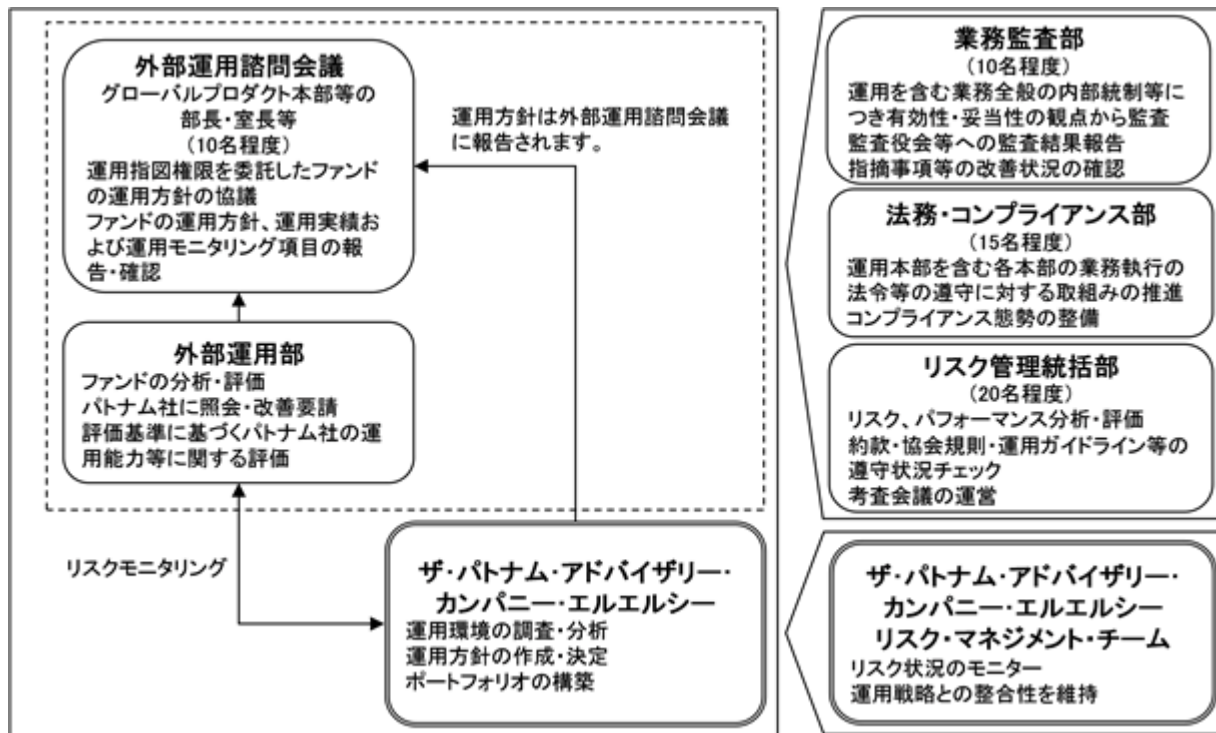 外部運用諮問会議
グローバルプロダクト本部等の
部長・室長等
(10名程度)
運用指図権限を委託したファンド
の運用方針の協議
ファンドの運用方針、運用実績お
よび運用モニタリング項目の報
告・確認
運用方針は外部運用諮問会議
に報告されます。
外部運用部
ファンドの分析・評価
パトナム社に照会・改善要請
評価基準に基づくパトナム社の運
用能力等に関する評価
リスクモニタリング
ザ・パトナム・アドバイザリー・
カンパニー・エルエルシー
運用環境の調査・分析
運用方針の作成・決定
ポートフォリオの構築
業務監査部
(10名程度)
運用を含む業務全般の内部統制等に
つき有効性・妥当性の観点から監査
監査役会等への監査結果報告
指摘事項等の改善状況の確認
法務・コンプライアンス部
(15名程度)
運用本部を含む各本部の業務執行の
法令等の遵守に対する取組みの推進
コンプライアンス態勢の整備
リスク管理統括部
(20名程度)
リスク、パフォーマンス分析・評価
約款・協会規則・運用ガイドライン等の
遵守状況チェック
考査会議の運営
ザ・パトナム・アドバイザリー・
カンパニー・エルエルシー
リスク・マネジメント・チーム
リスク状況のモニター
運用戦略との整合性を維持